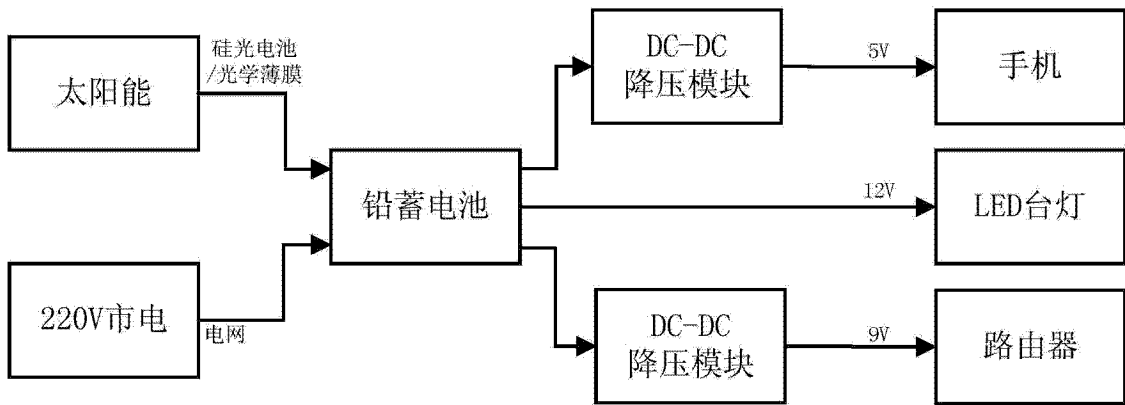 太阳能
硅光电池
/光学薄膜
220V市电
电网
铅蓄电池
DC-DC
降压模块
5V
手机
12V
LED台灯
DC-DC
降压模块
9V
路由器